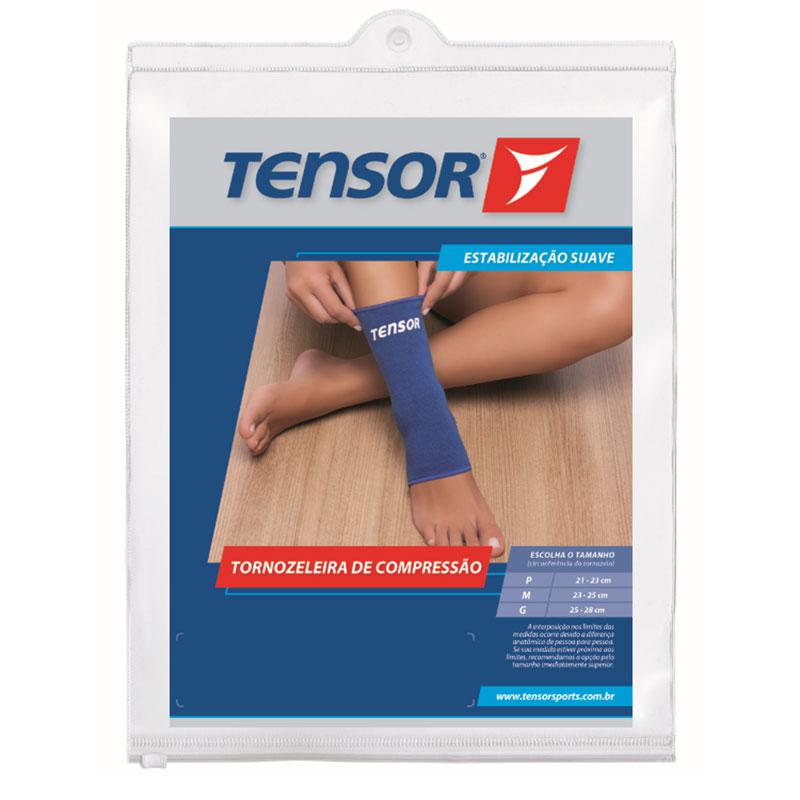 TENSOR®
ESTABILIZAÇÃO SUAVE
TENSOR
TORNOZELEIRA DE COMPRESSÃO
ESCOLHA O TAMANHO
(circunferência do tornozelo)
P 21 - 23 cm
M 23 - 25 cm
G 25 - 28 cm
A interposição nos limites das
medidas ocorre devido a diferença
anatômica de pessoa para pessoa.
Se sua medida estiver próxima aos
limites, recomendamos a opção pelo
tamanho imediatamente superior.
www.tensorsports.com.br